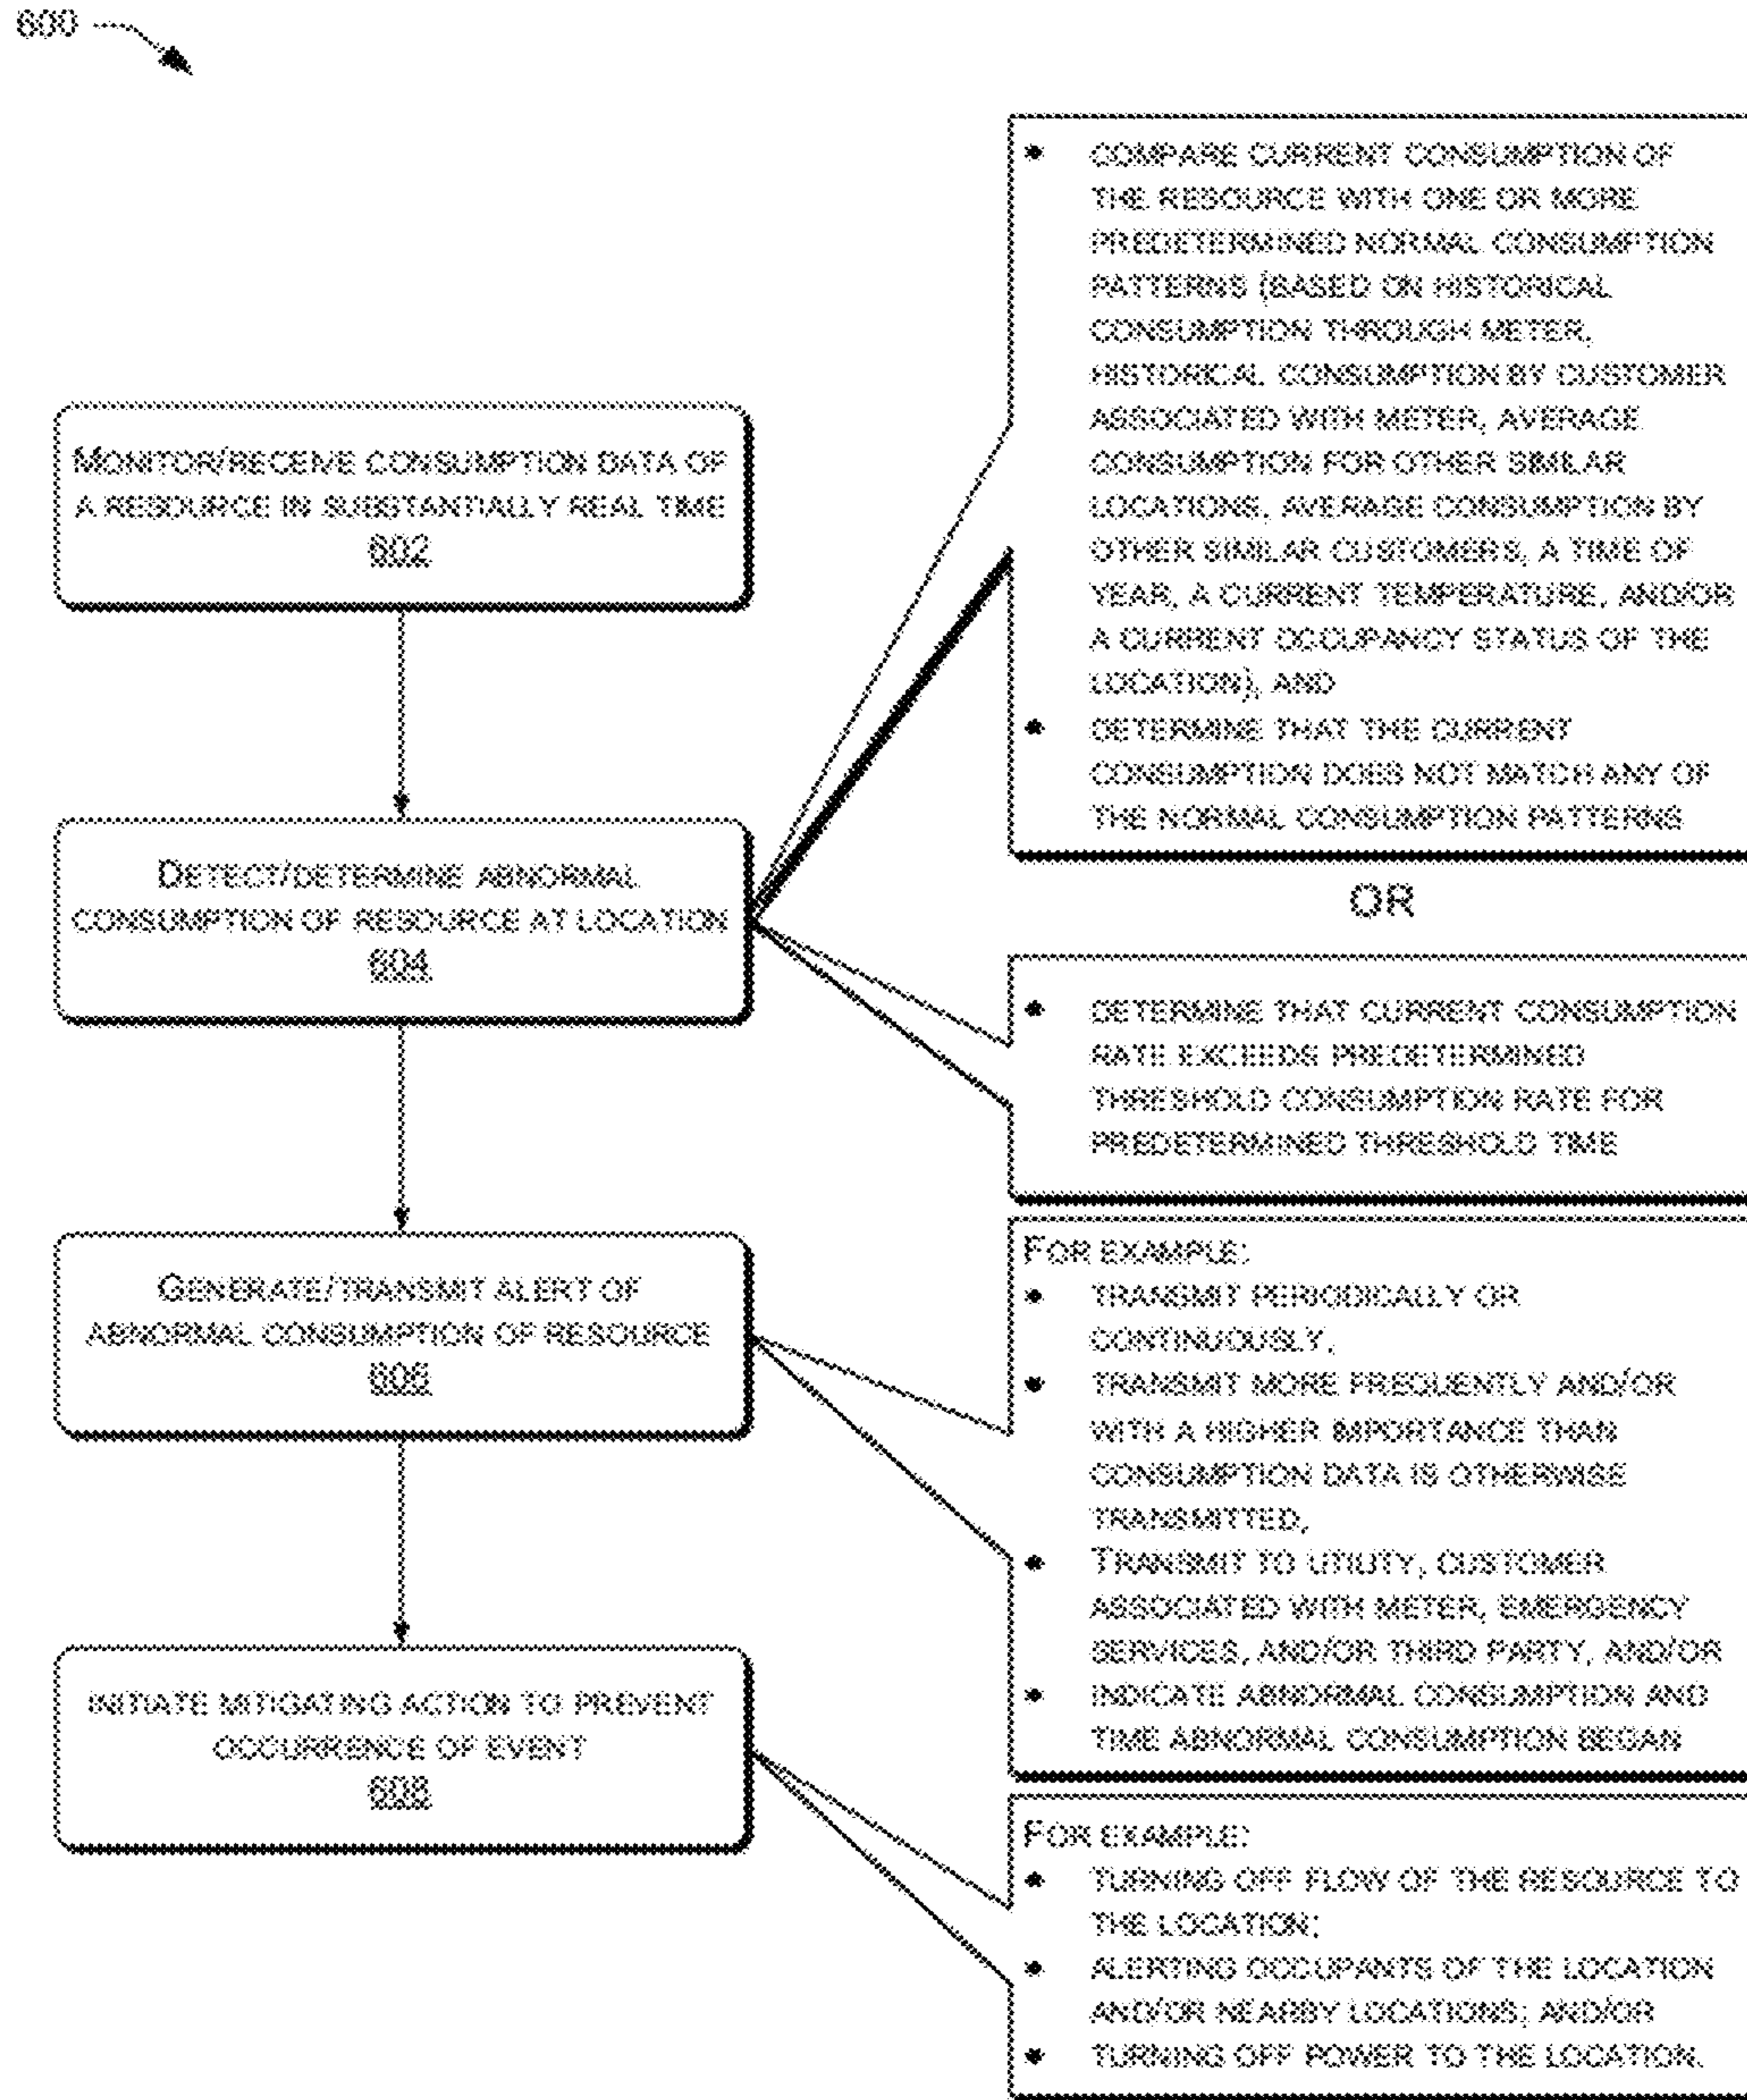 600
MONITOR/RECEIVE CONSUMPTION DATA OF
A RESOURCE IN SUBSTANTIALLY REAL TIME
602
DETECT/DETERMINE ABNORMAL
CONSUMPTION OF RESOURCE AT LOCATION
604
GENERATE/TRANSMIT ALERT OF
ABNORMAL CONSUMPTION OF RESOURCE
606
INITIATE MITIGATING ACTION TO PREVENT
OCCURRENCE OF EVENT
608
• COMPARE CURRENT CONSUMPTION OF
THE RESOURCE WITH ONE OR MORE
PREDETERMINED NORMAL CONSUMPTION
PATTERNS (BASED ON HISTORICAL
CONSUMPTION THROUGH METER,
HISTORICAL CONSUMPTION BY CUSTOMER
ASSOCIATED WITH METER, AVERAGE
CONSUMPTION FOR OTHER SIMILAR
LOCATIONS, AVERAGE CONSUMPTION BY
OTHER SIMILAR CUSTOMERS, A TIME OF
YEAR, A CURRENT TEMPERATURE, AND/OR
A CURRENT OCCUPANCY STATUS OF THE
LOCATION), AND
• DETERMINE THAT THE CURRENT
CONSUMPTION DOES NOT MATCH ANY OF
THE NORMAL CONSUMPTION PATTERNS
OR
• DETERMINE THAT CURRENT CONSUMPTION
RATE EXCEEDS PREDETERMINED
THRESHOLD CONSUMPTION RATE FOR
PREDETERMINED THRESHOLD TIME
FOR EXAMPLE:
• TRANSMIT PERIODICALLY OR
CONTINUOUSLY,
• TRANSMIT MORE FREQUENTLY AND/OR
WITH A HIGHER IMPORTANCE THAN
CONSUMPTION DATA IS OTHERWISE
TRANSMITTED,
• TRANSMIT TO UTILITY, CUSTOMER
ASSOCIATED WITH METER, EMERGENCY
SERVICES, AND/OR THIRD PARTY, AND/OR
• INDICATE ABNORMAL CONSUMPTION AND
TIME ABNORMAL CONSUMPTION BEGAN
FOR EXAMPLE:
• TURNING OFF FLOW OF THE RESOURCE TO
THE LOCATION;
• ALERTING OCCUPANTS OF THE LOCATION
AND/OR NEARBY LOCATIONS; AND/OR
• TURNING OFF POWER TO THE LOCATION.